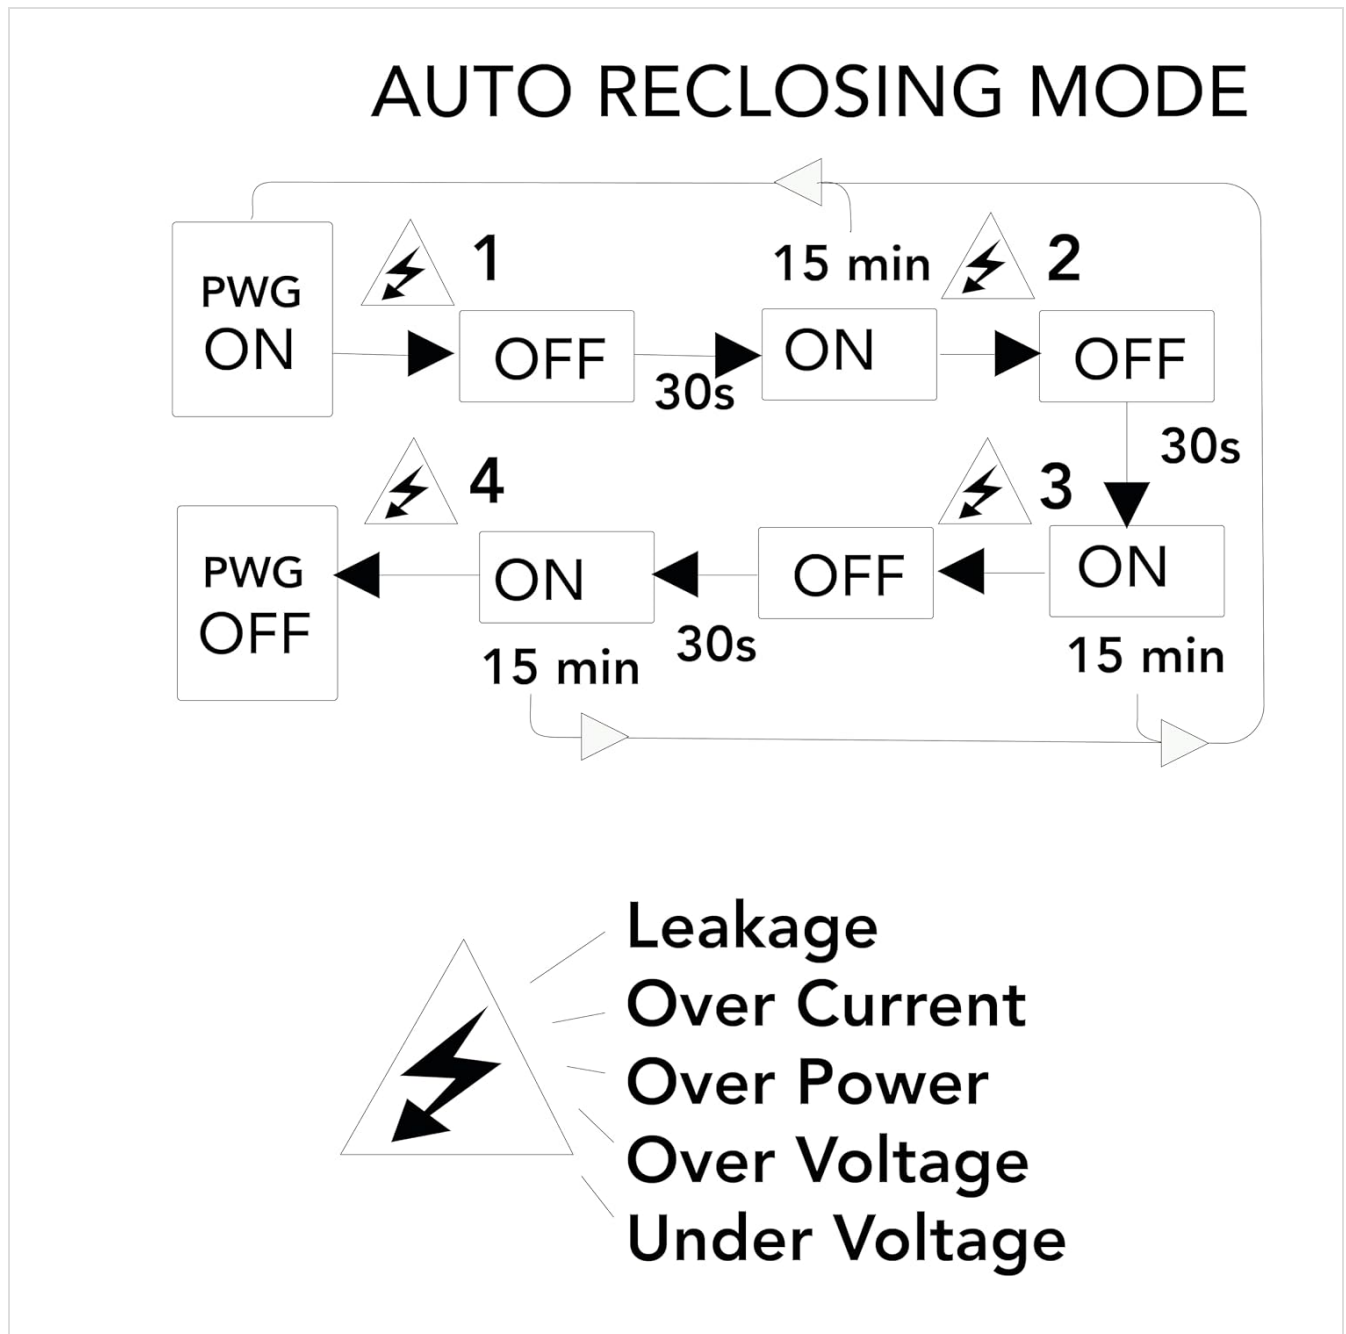 AUTO RECLOSING MODE
PWG
ON
1
OFF
30s
15 min
ON
2
OFF
30s
ON
15 min
3
OFF
30s
ON
15 min
4
PWG
OFF
Leakage
Over Current
Over Power
Over Voltage
Under Voltage